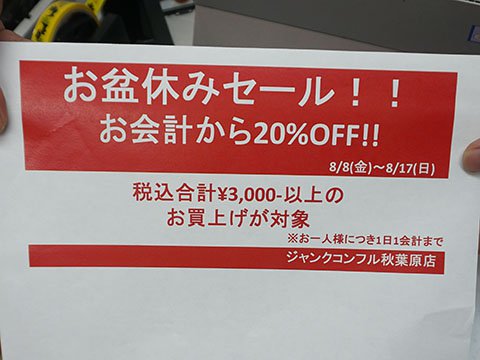 お盆休みセール！！
お会計から20%OFF!!
8/8(金)～8/17(日)
税込合計¥3,000-以上の
お買上げが対象
※お一人様につき1日1会計まで
ジャンクコンフル秋葉原店